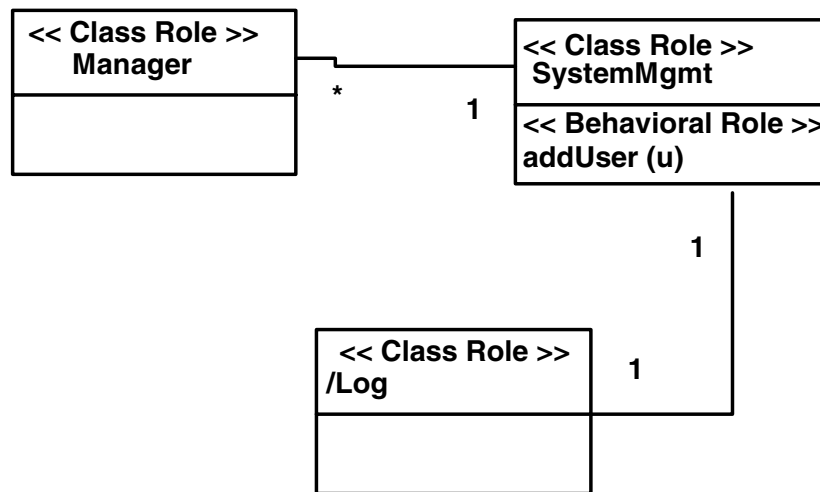 << Class Role >>
Manager
*
1
<< Class Role >>
SystemMgmt
<< Behavioral Role >>
addUser (u)
1
<< Class Role >>
/Log
1